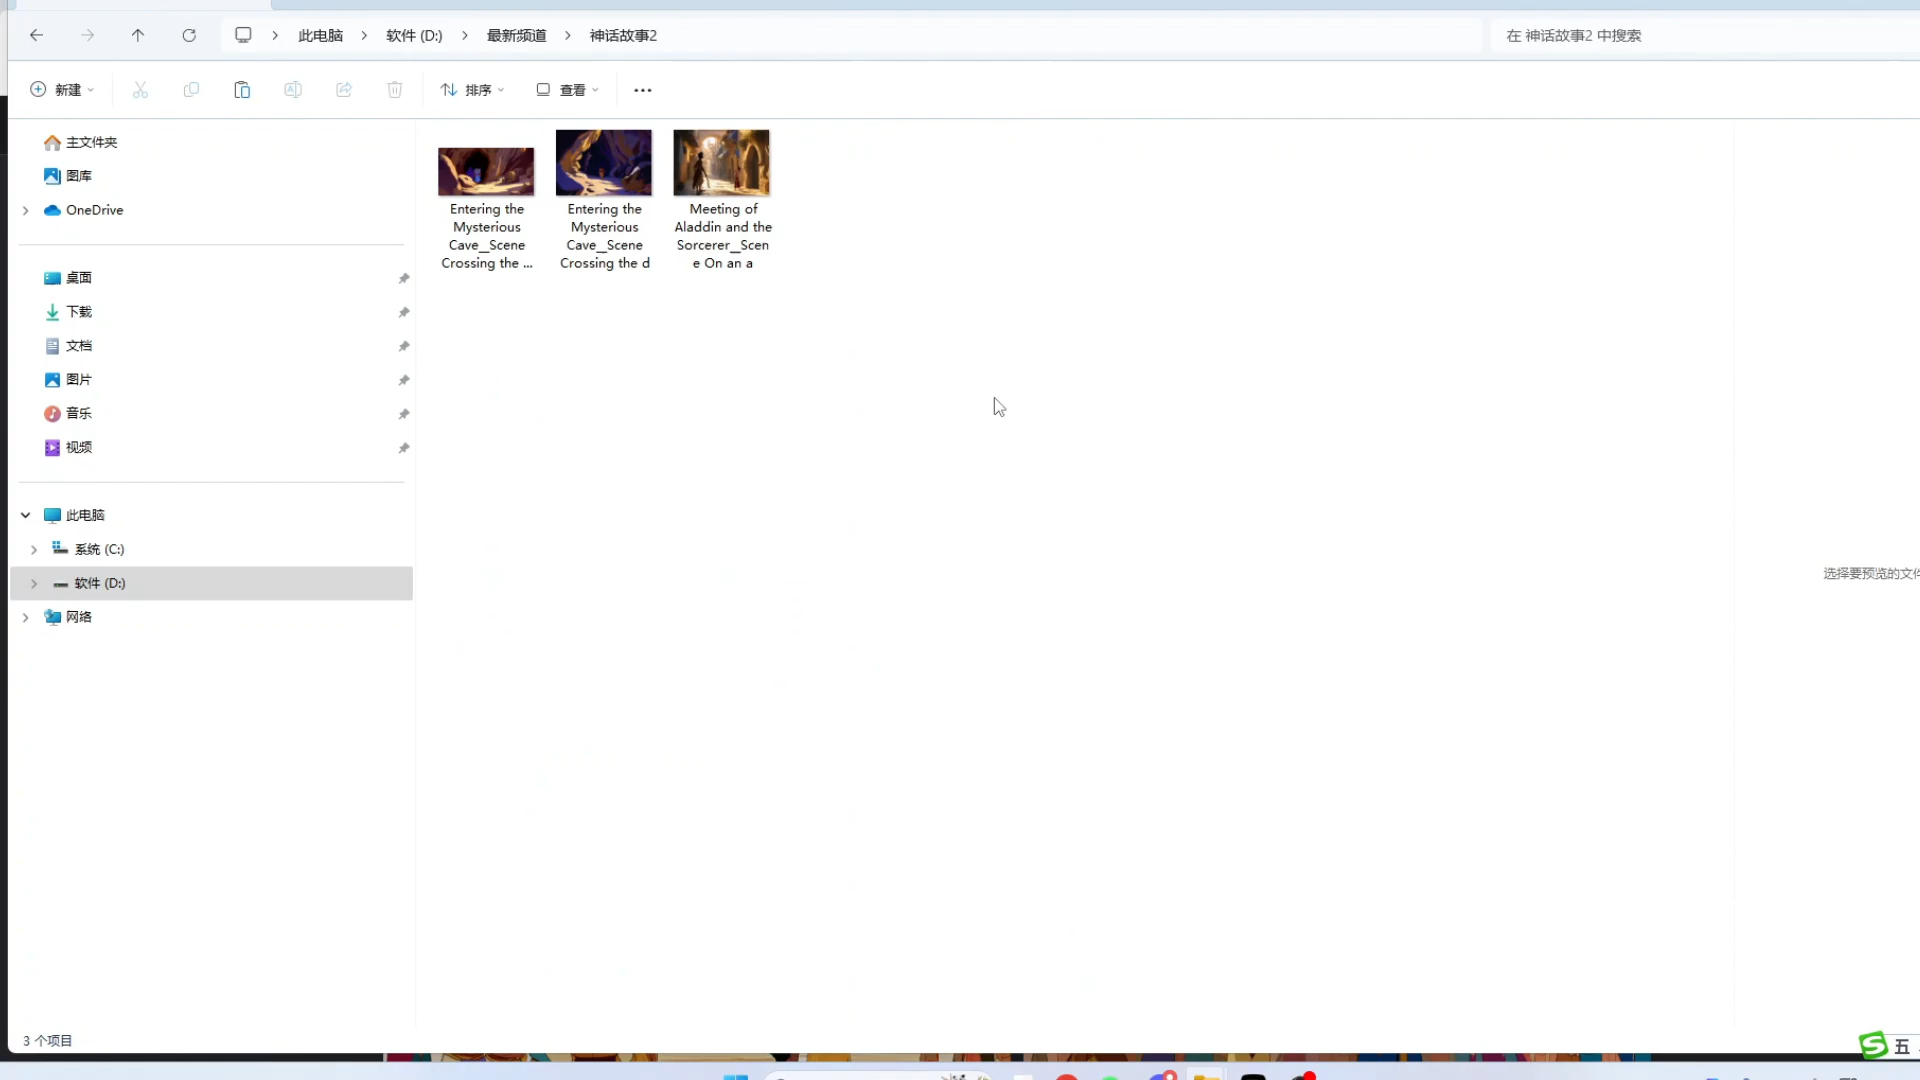 此电脑 软件 (D:) 最新频道 神话故事2
在 神话故事2 中搜索
新建 排序 查看
主文件夹
图库
OneDrive
桌面
下载
文档
图片
音乐
视频
此电脑
系统 (C:)
软件 (D:)
网络
Entering the
Mysterious
Cave__Scene
Crossing the ...
Entering the
Mysterious
Cave__Scene
Crossing the d
Meeting of
Aladdin and the
Sorcerer__Scen
e On an a
选择要预览的文件
3 个项目
五